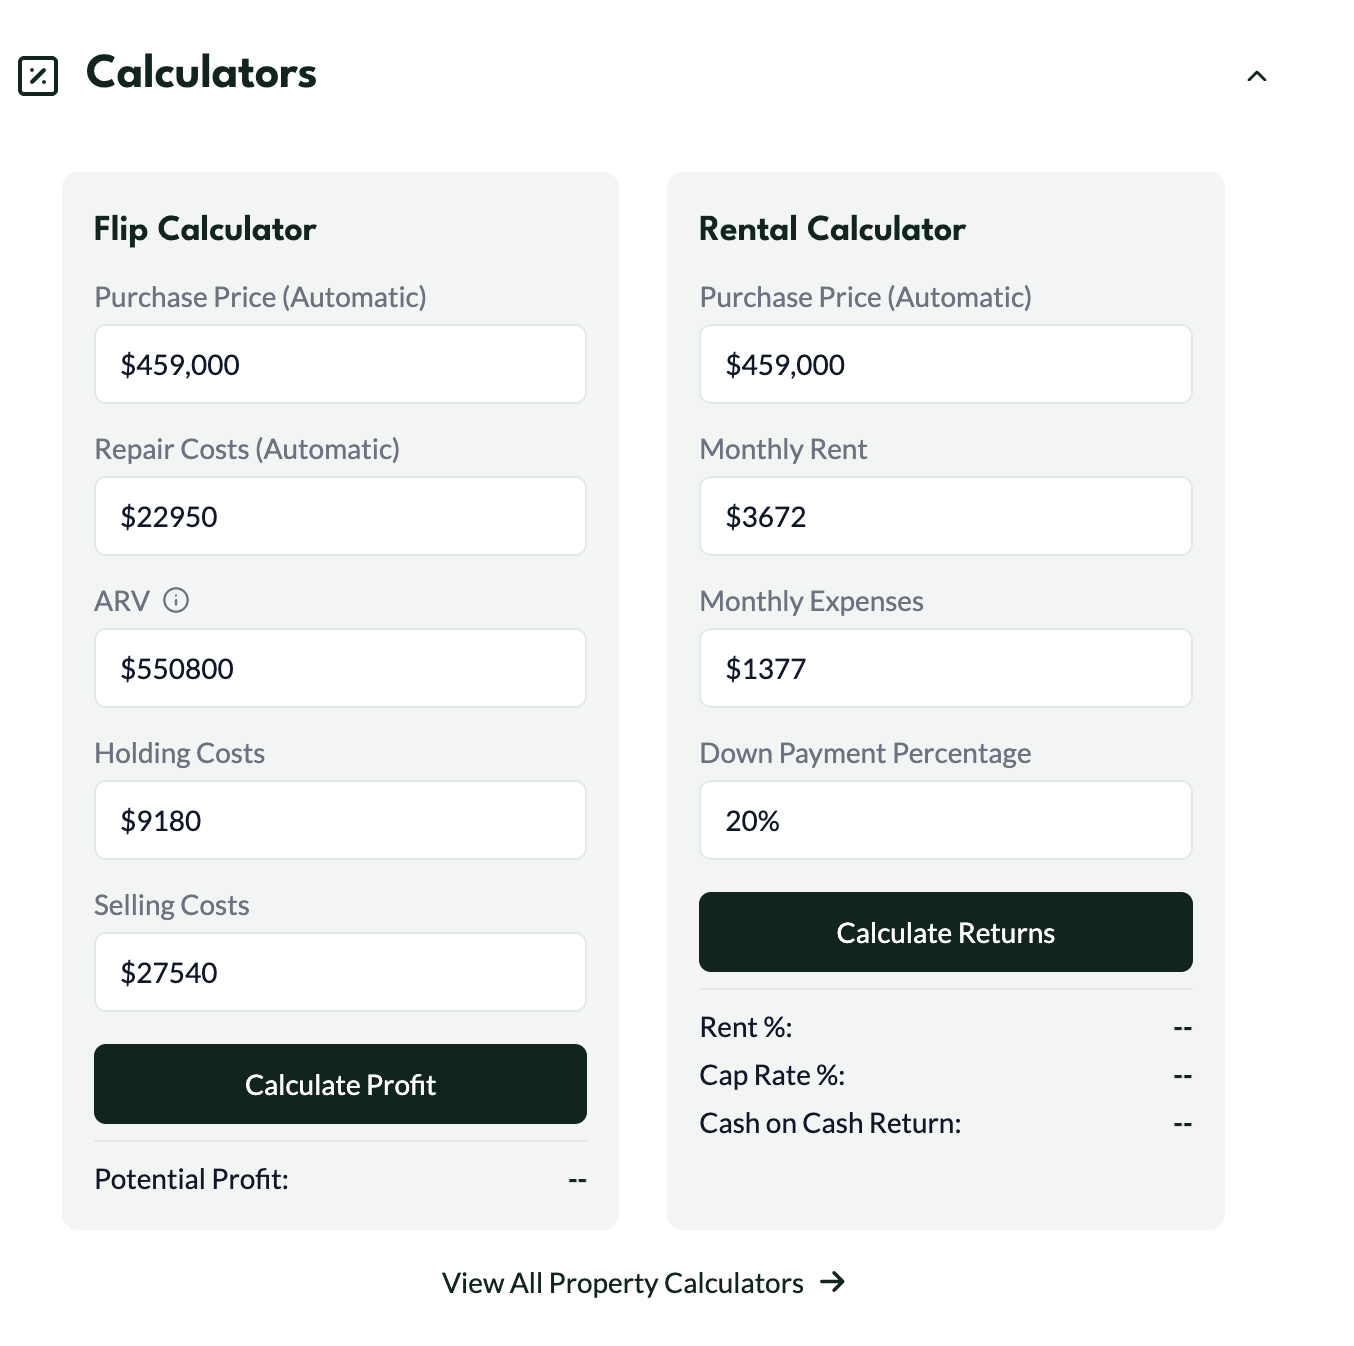 Calculators
Flip Calculator
Purchase Price (Automatic)
$459,000
Repair Costs (Automatic)
$22950
ARV
$550800
Holding Costs
$9180
Selling Costs
$27540
Calculate Profit
Potential Profit: --
Rental Calculator
Purchase Price (Automatic)
$459,000
Monthly Rent
$3672
Monthly Expenses
$1377
Down Payment Percentage
20%
Calculate Returns
Rent %: --
Cap Rate %: --
Cash on Cash Return: --
View All Property Calculators →